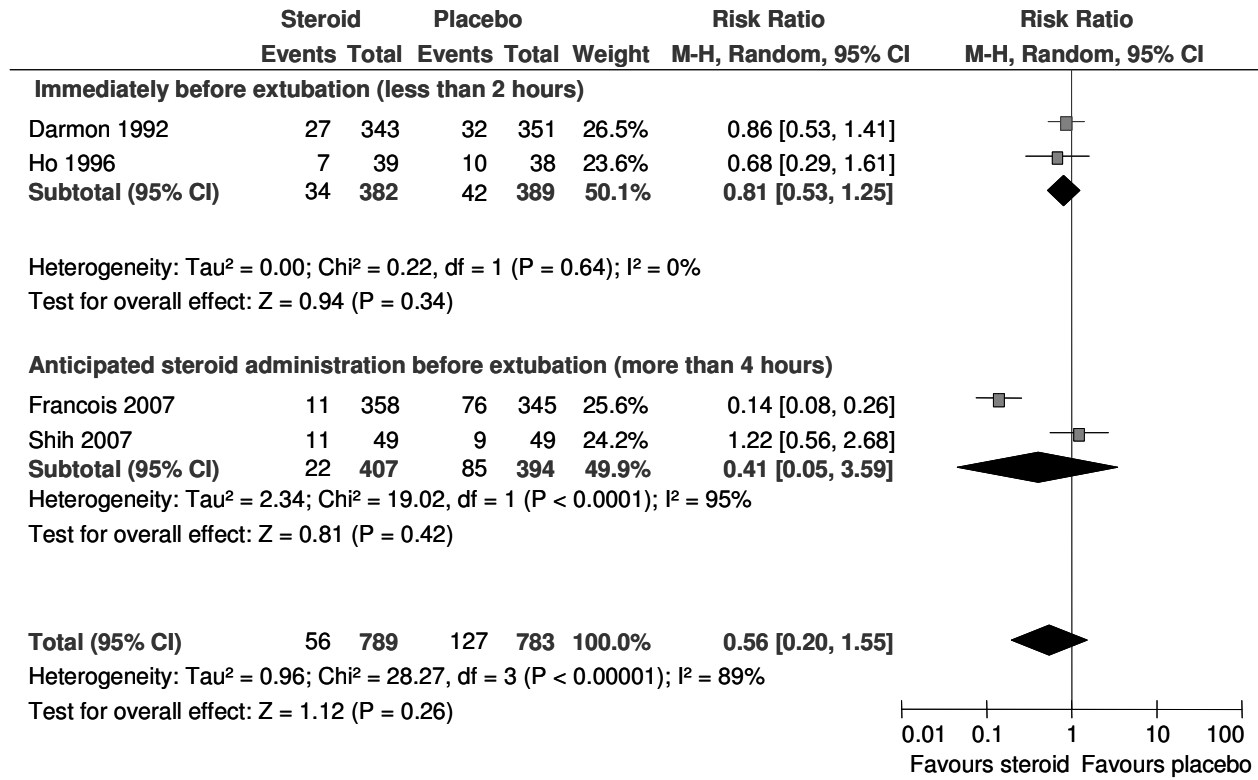 Steroid Placebo Risk Ratio Risk Ratio
Events Total Events Total Weight M-H, Random, 95% CI M-H, Random, 95% CI
Immediately before extubation (less than 2 hours)
Darmon 1992 27 343 32 351 26.5% 0.86 [0.53, 1.41]
Ho 1996 7 39 10 38 23.6% 0.68 [0.29, 1.61]
Subtotal (95% CI) 34 382 42 389 50.1% 0.81 [0.53, 1.25]
Heterogeneity: Tau² = 0.00; Chi² = 0.22, df = 1 (P = 0.64); I² = 0%
Test for overall effect: Z = 0.94 (P = 0.34)
Anticipated steroid administration before extubation (more than 4 hours)
Francois 2007 11 358 76 345 25.6% 0.14 [0.08, 0.26]
Shih 2007 11 49 9 49 24.2% 1.22 [0.56, 2.68]
Subtotal (95% CI) 22 407 85 394 49.9% 0.41 [0.05, 3.59]
Heterogeneity: Tau² = 2.34; Chi² = 19.02, df = 1 (P < 0.0001); I² = 95%
Test for overall effect: Z = 0.81 (P = 0.42)
Total (95% CI) 56 789 127 783 100.0% 0.56 [0.20, 1.55]
Heterogeneity: Tau² = 0.96; Chi² = 28.27, df = 3 (P < 0.00001); I² = 89%
Test for overall effect: Z = 1.12 (P = 0.26)
0.01 0.1 1 10 100
Favours steroid Favours placebo